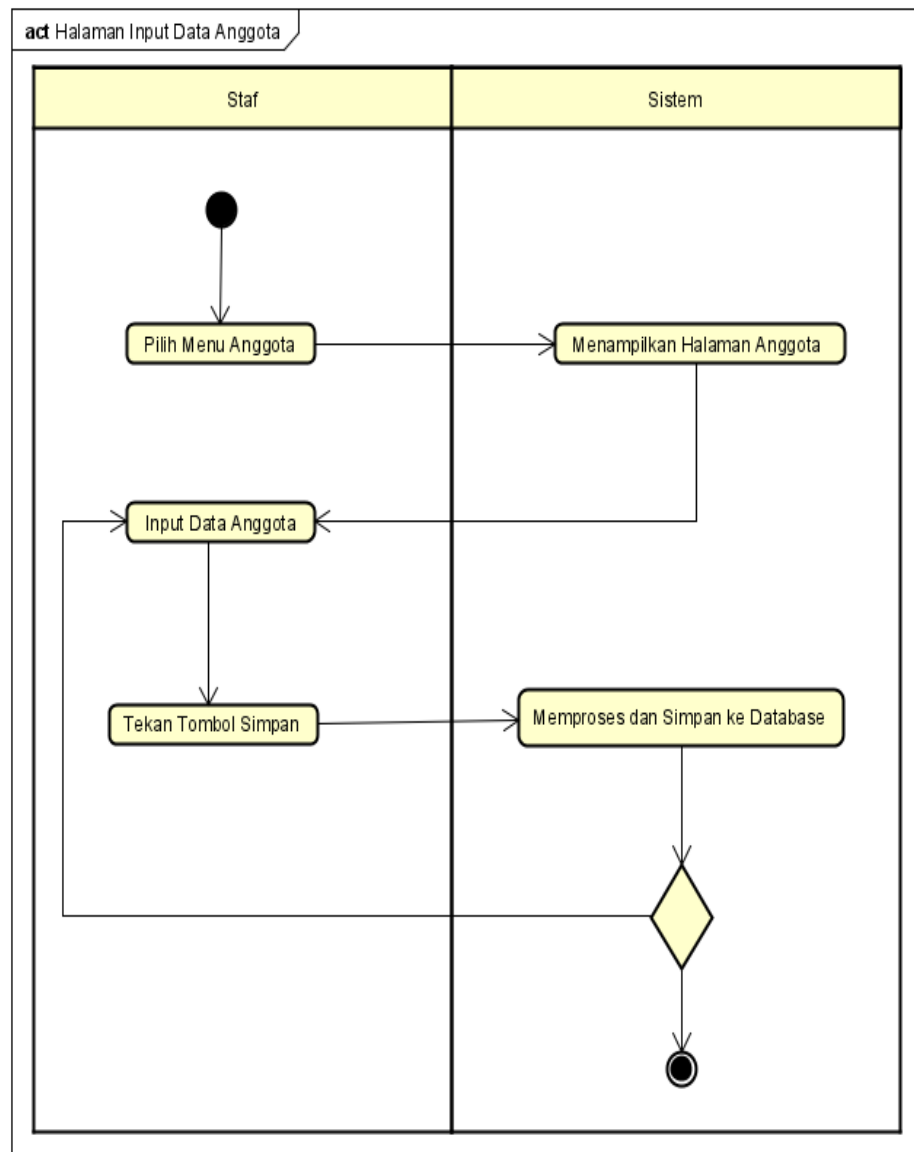 act Halaman Input Data Anggota
Staf
Sistem
Pilih Menu Anggota
Menampilkan Halaman Anggota
Input Data Anggota
Tekan Tombol Simpan
Memproses dan Simpan ke Database